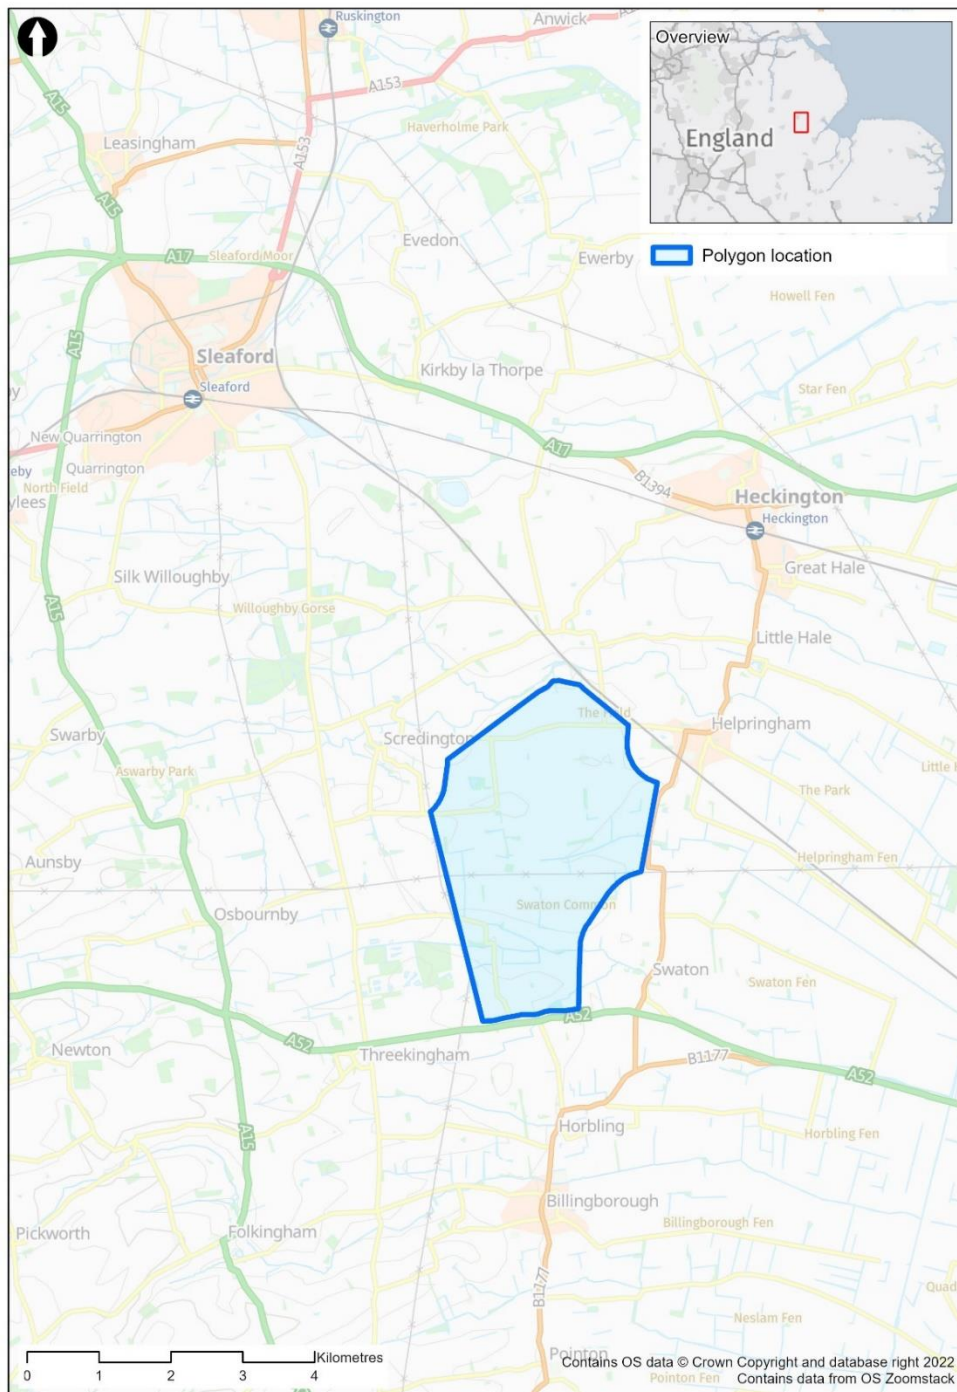 Ruskington
Anwick
Overview
England
Polygon location
A15
A153
A153
Leasingham
Haverholme Park
A15
Evedon
Ewerby
A17
Sleaford Moor
Howell Fen
A15
Sleaford
Sleaford
Kirkby la Thorpe
Star Fen
New Quarrington
A17
Quarrington
North Field
B1394
Heckington
Heckington
Great Hale
Silk Willoughby
Willoughby Gorse
A15
Little Hale
Swarby
Scredington
Helpringham
Aswarby Park
The Park
Aunsby
Helpringham Fen
Osbournby
Swaton Common
Swaton
Swaton Fen
A52
A52
Newton
Threekingham
B1177
A52
A15
Horbling
Horbling Fen
Billingborough
Pickworth
Folkingham
Billingborough Fen
B1177
Neslam Fen
Pointon
Pointon Fen
Kilometres
0 1 2 3 4
Contains OS data © Crown Copyright and database right 2022
Contains data from OS Zoomstack